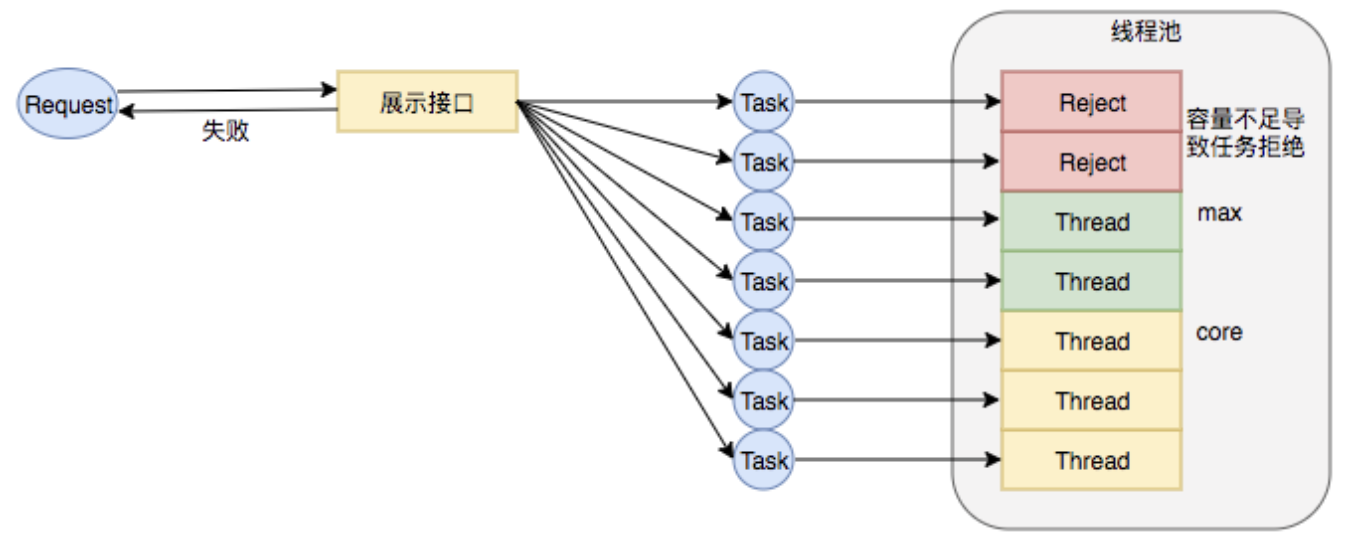 线程池
Request
失败
展示接口
Task
Reject
容量不足导
致任务拒绝
Task
Reject
Task
Thread
max
Task
Thread
Task
Thread
core
Task
Thread
Task
Thread